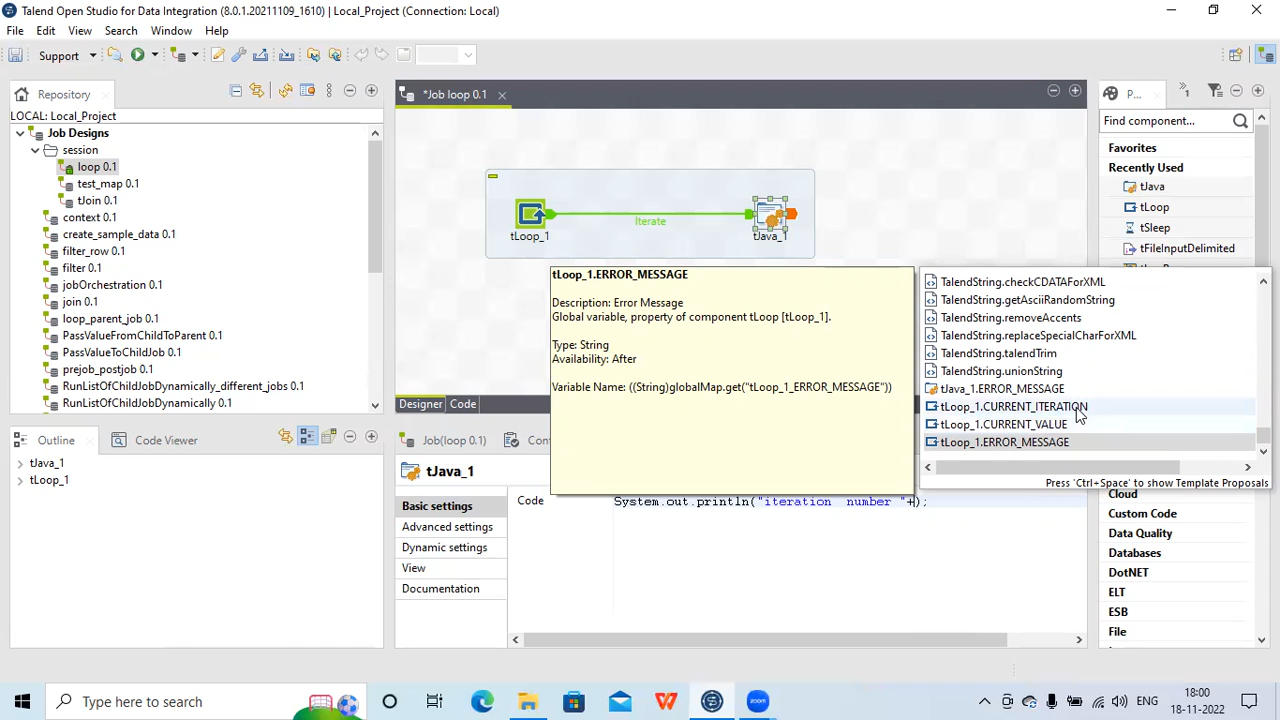 Talend Open Studio for Data Integration (8.0.1.20211109_1610) | Local_Project (Connection: Local)
File Edit View Search Window Help
Support
Repository
LOCAL: Local_Project
Job Designs
session
loop 0.1
test_map 0.1
tJoin 0.1
context 0.1
create_sample_data 0.1
filter_row 0.1
filter 0.1
jobOrchestration 0.1
join 0.1
loop_parent_job 0.1
PassValueFromChildToParent 0.1
PassValueToChildJob 0.1
prejob_postjob 0.1
RunListOfChildJobDynamically_different_jobs 0.1
RunListOfChildJobDynamically 0.1
*Job loop 0.1
tLoop_1
Iterate
tJava_1
Designer Code
tLoop_1.ERROR_MESSAGE
Description: Error Message
Global variable, property of component tLoop [tLoop_1].
Type: String
Availability: After
Variable Name: ((String)globalMap.get("tLoop_1_ERROR_MESSAGE"))
TalendString.checkCDATAForXML
TalendString.getAsciiRandomString
TalendString.removeAccents
TalendString.replaceSpecialCharForXML
TalendString.talendTrim
TalendString.unionString
tJava_1.ERROR_MESSAGE
tLoop_1.CURRENT_ITERATION
tLoop_1.CURRENT_VALUE
tLoop_1.ERROR_MESSAGE
Press 'Ctrl+Space' to show Template Proposals
P...
Find component...
Favorites
Recently Used
tJava
tLoop
tSleep
tFileInputDelimited
Cloud
Custom Code
Data Quality
Databases
DotNET
ELT
ESB
File
Outline
Code Viewer
tJava_1
tLoop_1
Job(loop 0.1)
tJava_1
Basic settings
Advanced settings
Dynamic settings
View
Documentation
Code
System.out.println("iteration  number "+);
Type here to search
ENG
18:00
18-11-2022